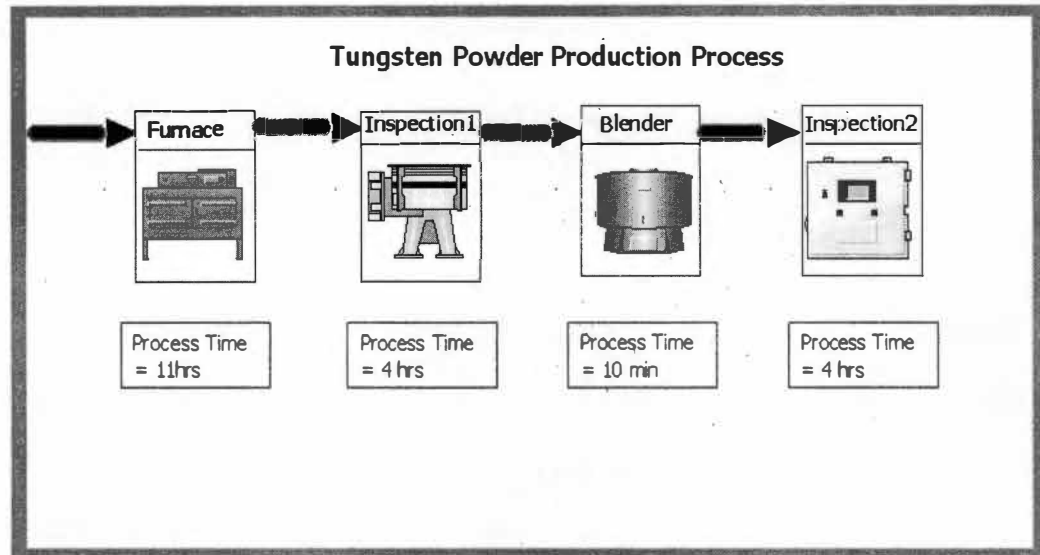 Tungsten Powder Production Process
Furnace
Inspection1
Blender
Inspection2
Process Time
= 11hrs
Process Time
= 4 hrs
Process Time
= 10 min
Process Time
= 4 hrs